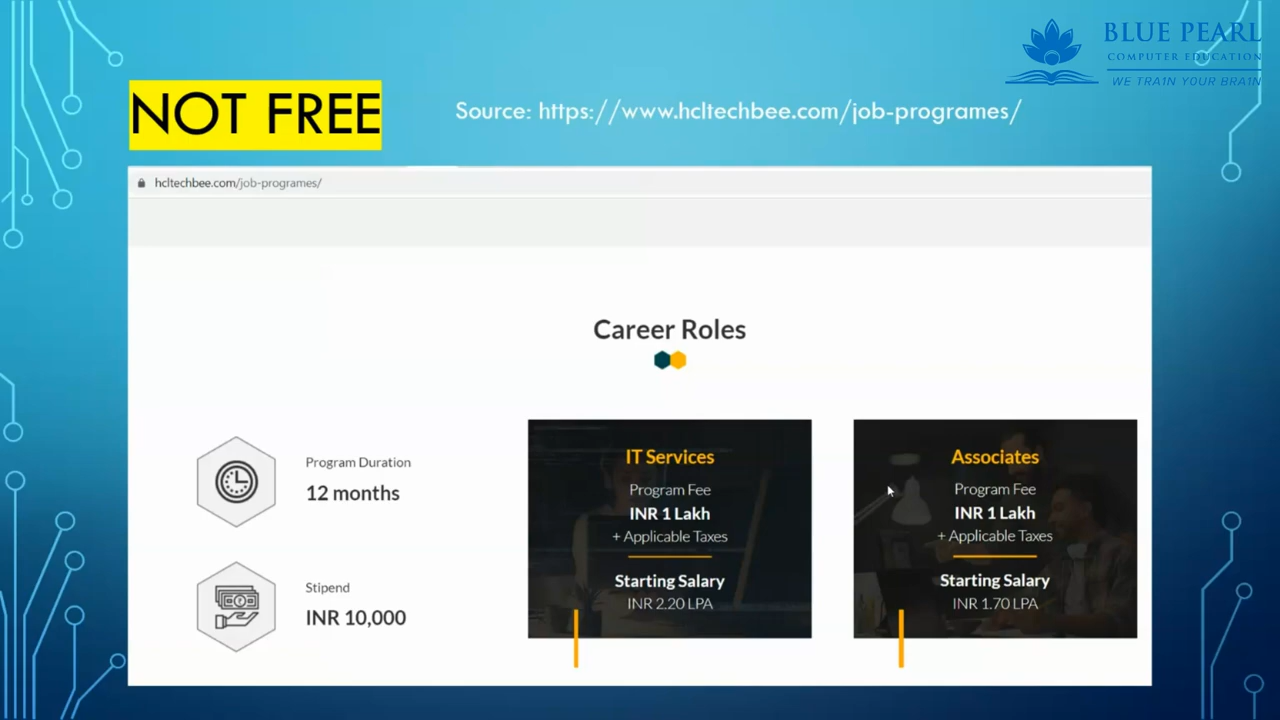 BLUE PEARL
COMPUTER EDUCATION
WE TRA1N YOUR BRA1N
NOT FREE
Source: https://www.hcltechbee.com/job-programes/
hcltechbee.com/job-programes/
Career Roles
Program Duration
12 months
Stipend
INR 10,000
IT Services
Program Fee
INR 1 Lakh
+ Applicable Taxes
Starting Salary
INR 2.20 LPA
Associates
Program Fee
INR 1 Lakh
+ Applicable Taxes
Starting Salary
INR 1.70 LPA